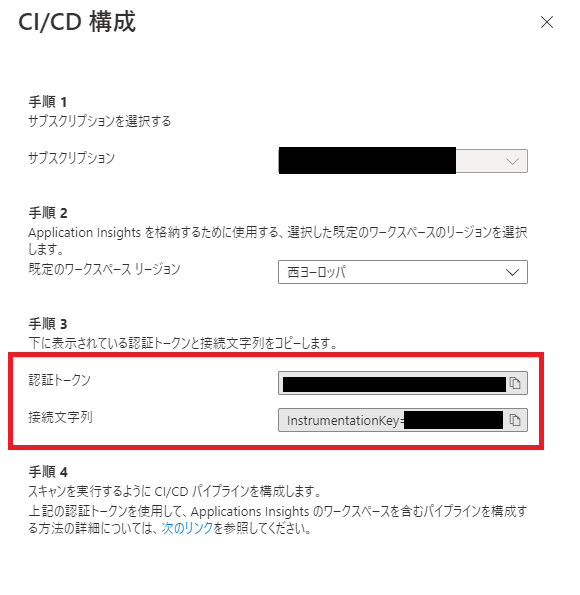 CI/CD 構成
手順 1
サブスクリプションを選択する
サブスクリプション
手順 2
Application Insights を格納するために使用する、選択した既定のワークスペースのリージョンを選択
します。
既定のワークスペース リージョン
西ヨーロッパ
手順 3
下に表示されている認証トークンと接続文字列をコピーします。
認証トークン
接続文字列
InstrumentationKey=
手順 4
スキャンを実行するように CI/CD パイプラインを構成します。
上記の認証トークンを使用して、Applications Insights のワークスペースを含むパイプラインを構成す
る方法の詳細については、次のリンクを参照してください。